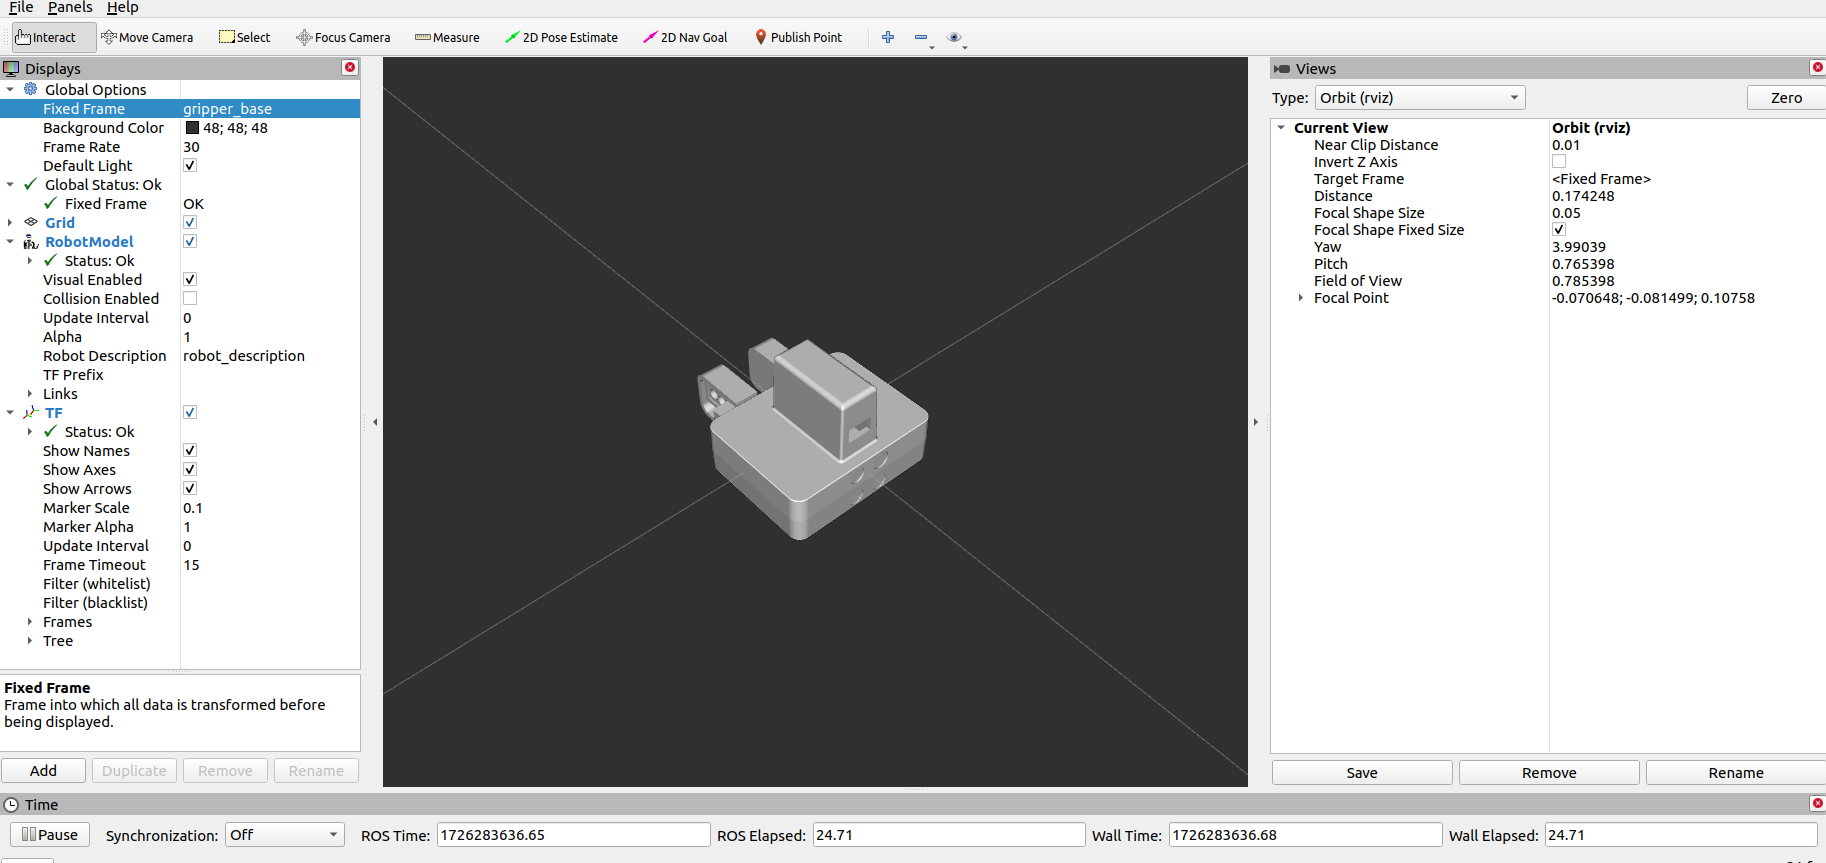 File Panels Help
Interact Move Camera Select Focus Camera Measure 2D Pose Estimate 2D Nav Goal Publish Point
Displays
Global Options
Fixed Frame gripper_base
Background Color 48; 48; 48
Frame Rate 30
Default Light
Global Status: Ok
Fixed Frame OK
Grid
RobotModel
Status: Ok
Visual Enabled
Collision Enabled
Update Interval 0
Alpha 1
Robot Description robot_description
TF Prefix
Links
TF
Status: Ok
Show Names
Show Axes
Show Arrows
Marker Scale 0.1
Marker Alpha 1
Update Interval 0
Frame Timeout 15
Filter (whitelist)
Filter (blacklist)
Frames
Tree
Fixed Frame
Frame into which all data is transformed before
being displayed.
Add Duplicate Remove Rename
Views
Type: Orbit (rviz) Zero
Current View Orbit (rviz)
Near Clip Distance 0.01
Invert Z Axis
Target Frame <Fixed Frame>
Distance 0.174248
Focal Shape Size 0.05
Focal Shape Fixed Size
Yaw 3.99039
Pitch 0.765398
Field of View 0.785398
Focal Point -0.070648; -0.081499; 0.10758
Save Remove Rename
Time
Pause Synchronization: Off ROS Time: 1726283636.65 ROS Elapsed: 24.71 Wall Time: 1726283636.68 Wall Elapsed: 24.71